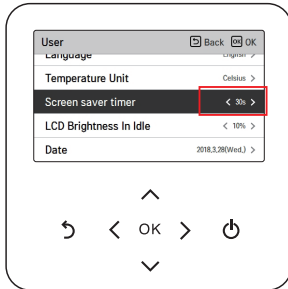 User Back OK OK
Language English >
Temperature Unit Celsius >
Screen saver timer < 30s >
LCD Brightness In Idle < 10% >
Date 2018,3,28(Wed,) >
OK